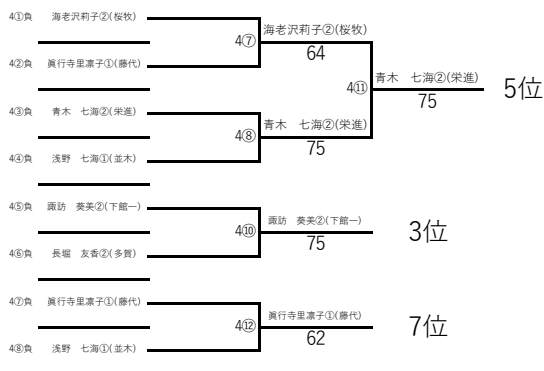 4①負 海老沢莉子②(桜牧)
海老沢莉子②(桜牧)
4⑦
64
4②負 眞行寺里凛子①(藤代)
青木 七海②(栄進)
4⑪
5位
75
4③負 青木 七海②(栄進)
青木 七海②(栄進)
4⑧
75
4④負 浅野 七海①(並木)
4⑤負 諏訪 葵美②(下館一)
諏訪 葵美②(下館一)
4⑩
3位
75
4⑥負 長堀 友香②(多賀)
4⑦負 眞行寺里凛子①(藤代)
眞行寺里凛子①(藤代)
4⑫
7位
62
4⑧負 浅野 七海①(並木)